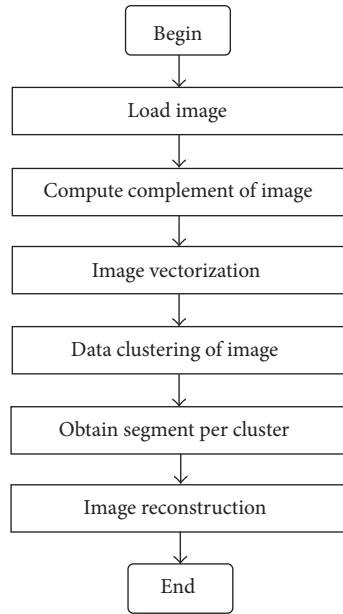 Begin
Load image
Compute complement of image
Image vectorization
Data clustering of image
Obtain segment per cluster
Image reconstruction
End